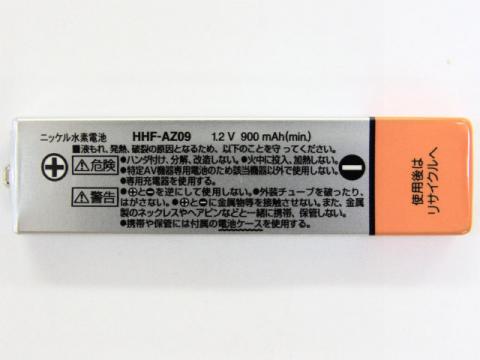 ニッケル水素電池 HHF-AZ09 1.2 V 900 mAh(min.)
■液もれ、発熱、破裂の原因となるため、以下のことを守ってください。
⊕ ⚠危険 ●ハンダ付け、分解、改造しない。●火中に投入、加熱しない。
●特定AV機器専用電池のため該当機器以外で使用しない。
●専用充電器を使用する。
⊖
⚠警告 ●⊕⊖を逆にして使用しない。●外装チューブを破ったり、
はがさない。●⊕⊖に金属物等を接触させない。また、金属
製のネックレスやヘアピンなどと一緒に携帯、保管しない。
●携帯や保管には付属の電池ケースを使用する。
使用後は
リサイクルへ